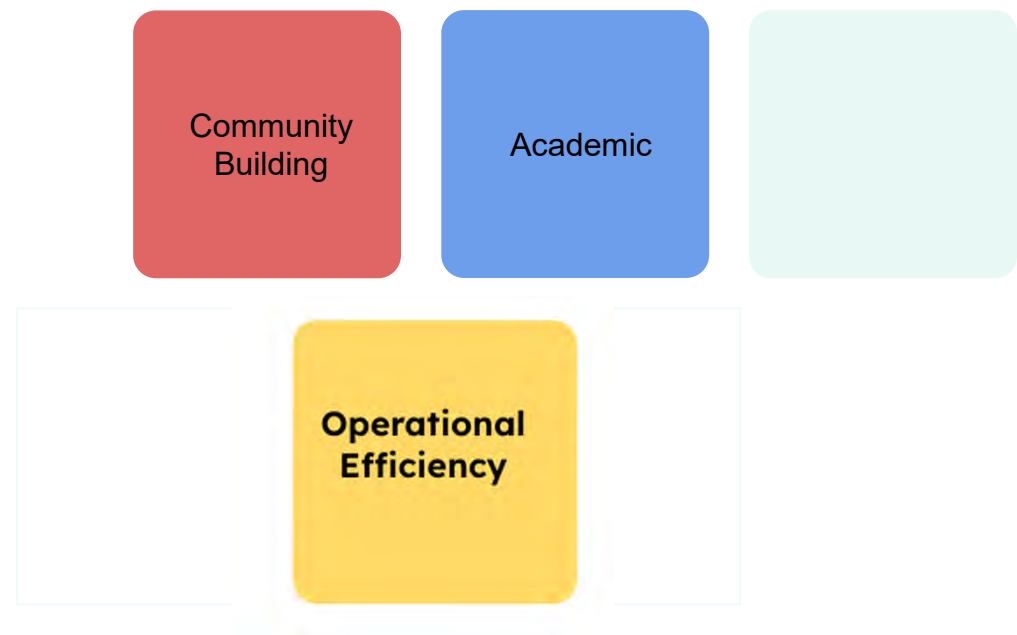 Community
Building
Academic
Operational
Efficiency